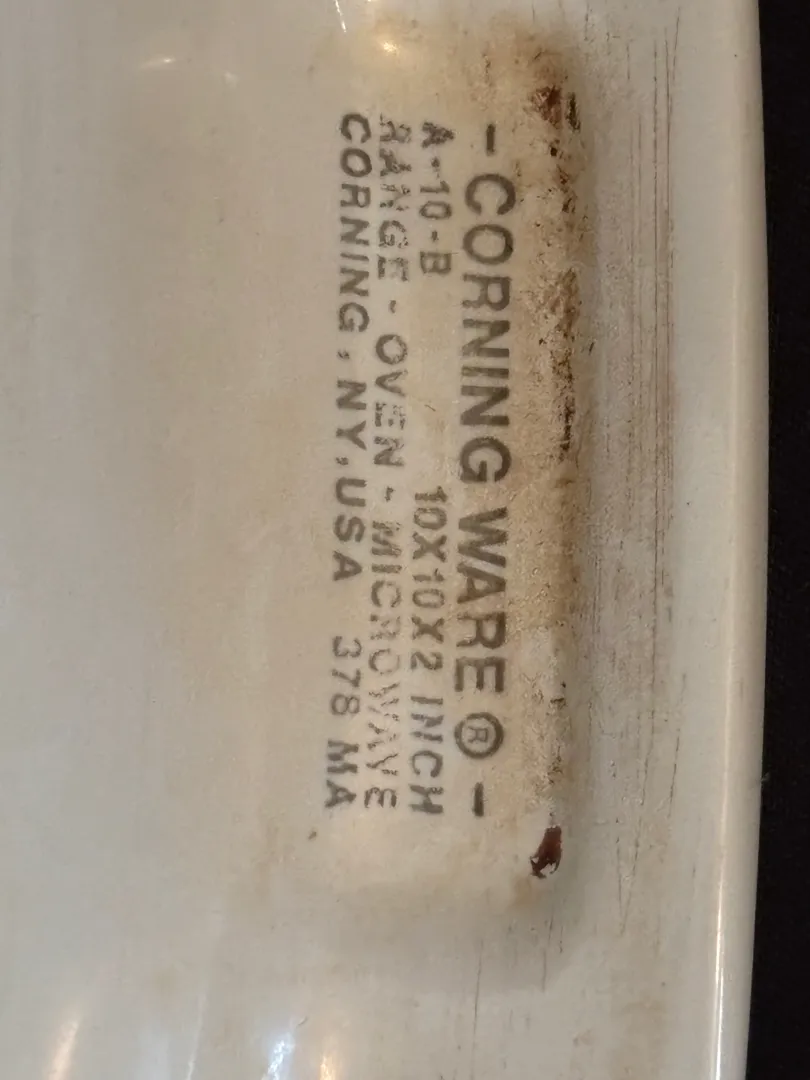 - CORNING WARE ® -
A-10-B 10X10X2 INCH
RANGE - OVEN - MICROWAVE
CORNING, NY, USA 378 MA